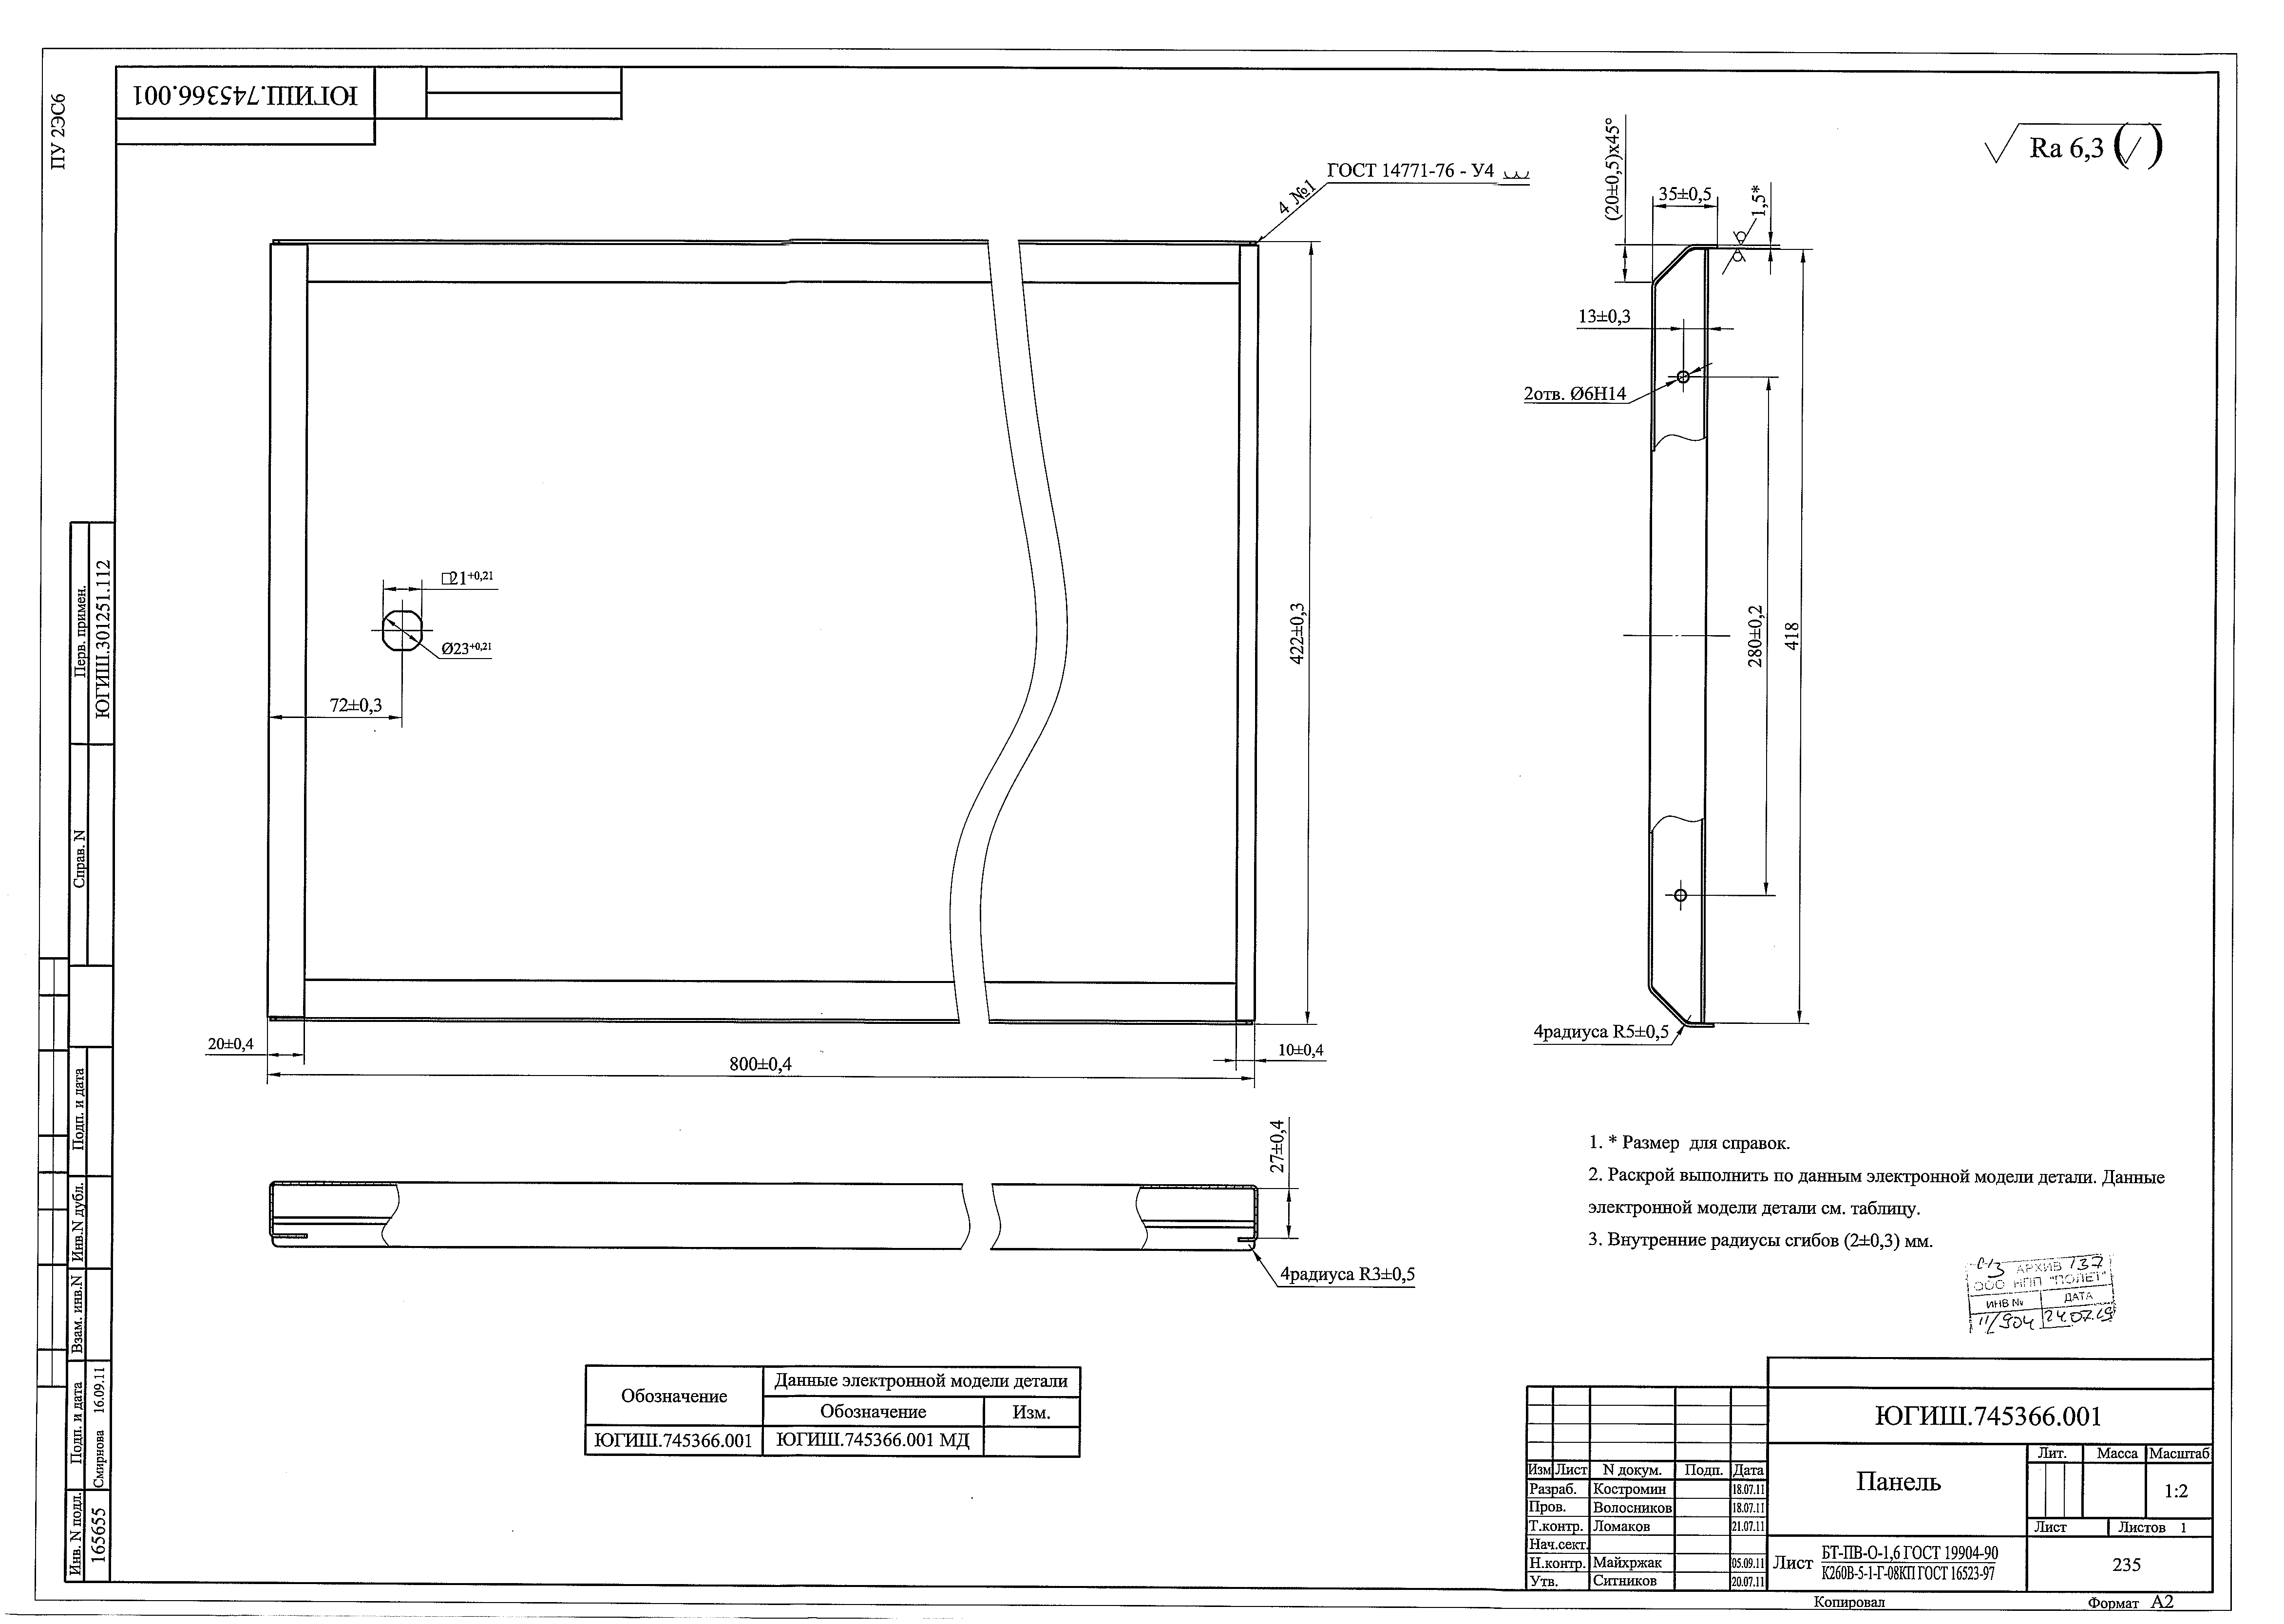 ПУ 2ЭС6
ЮГИШ.745366.001
Ra 6,3
ГОСТ 14771-76 - У4
4 №1
(20±0,5)х45°
35±0,5
1,5*
13±0,3
2отв. Ø6H14
□21+0,21
Ø23+0,21
72±0,3
422±0,3
280±0,2
418
20±0,4
800±0,4
10±0,4
4радиуса R5±0,5
27±0,4
4радиуса R3±0,5
1. * Размер для справок.
2. Раскрой выполнить по данным электронной модели детали. Данные
электронной модели детали см. таблицу.
3. Внутренние радиусы сгибов (2±0,3) мм.
АРХИВ 137
ООО НПП "ПОЛЕТ"
ИНВ № ДАТА
11/904 24.07.19
Обозначение Данные электронной модели детали
Обозначение Изм.
ЮГИШ.745366.001 ЮГИШ.745366.001 МД
Перв. примен.
ЮГИШ.301251.112
Справ. N
Подп. и дата
Инв.N дубл.
Взам. инв.N
Подп. и дата
Смирнова 16.09.11
Инв. N подл.
165655
ЮГИШ.745366.001
Изм Лист N докум. Подп. Дата
Разраб. Костромин 18.07.11
Пров. Волосников 18.07.11
Т.контр. Ломаков 21.07.11
Нач.сект.
Н.контр. Майхржак 05.09.11
Утв. Ситников 20.07.11
Панель
Лит. Масса Масштаб
1:2
Лист Листов 1
Лист БТ-ПВ-О-1,6 ГОСТ 19904-90
К260В-5-1-Г-08КП ГОСТ 16523-97
235
Копировал Формат А2